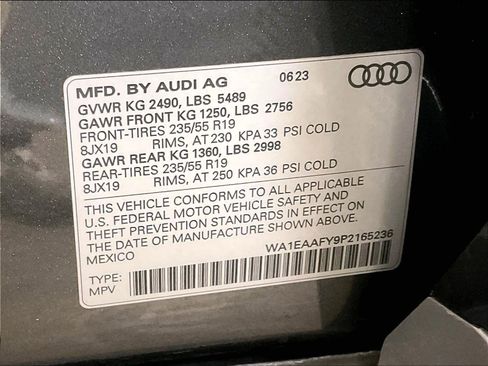 MFD. BY AUDI AG 06 23
GVWR KG 2490, LBS 5489
GAWR FRONT KG 1250, LBS 2756
FRONT-TIRES 235/55 R19
8JX19 RIMS, AT 230 KPA 33 PSI COLD
GAWR REAR KG 1360, LBS 2998
REAR-TIRES 235/55 R19
8JX19 RIMS, AT 250 KPA 36 PSI COLD
THIS VEHICLE CONFORMS TO ALL APPLICABLE
U.S. FEDERAL MOTOR VEHICLE SAFETY AND
THEFT PREVENTION STANDARDS IN EFFECT ON
THE DATE OF MANUFACTURE SHOWN ABOVE.
MEXICO WA1EAAFY9P2165236
TYPE:
MPV